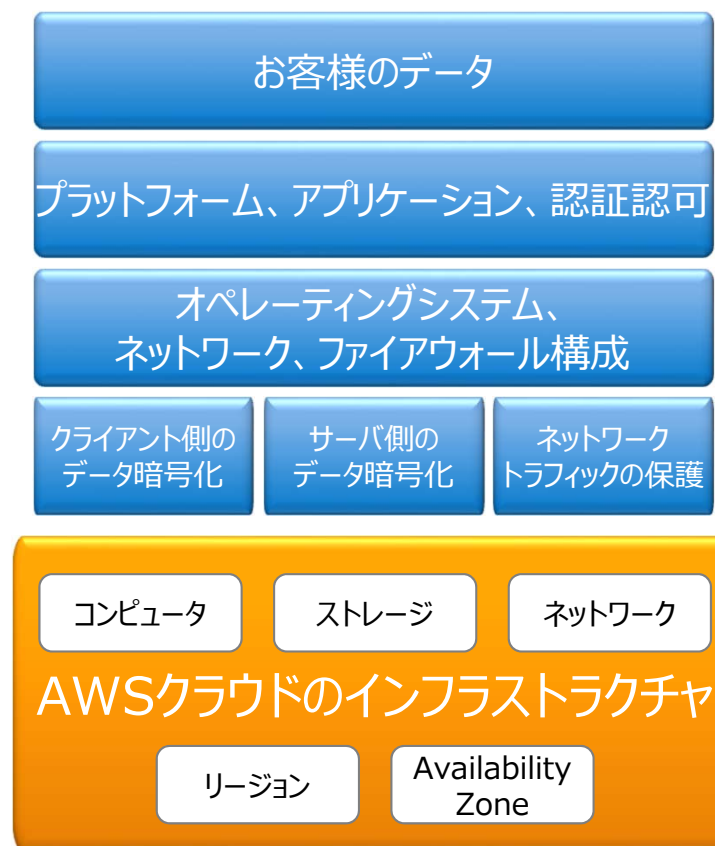 お客様のデータ
プラットフォーム、アプリケーション、認証認可
オペレーティングシステム、
ネットワーク、ファイアウォール構成
クライアント側の
データ暗号化
サーバ側の
データ暗号化
ネットワーク
トラフィックの保護
コンピュータ
ストレージ
ネットワーク
AWSクラウドのインフラストラクチャ
リージョン
Availability
Zone